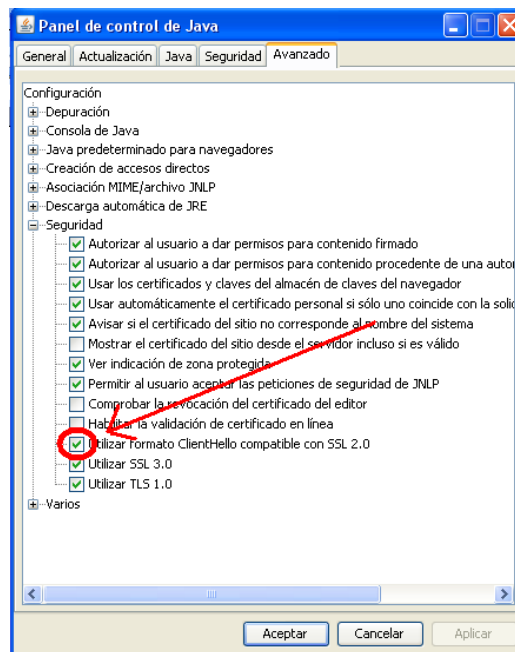 Panel de control de Java
General Actualización Java Seguridad Avanzado
Configuración
Depuración
Consola de Java
Java predeterminado para navegadores
Creación de accesos directos
Asociación MIME/archivo JNLP
Descarga automática de JRE
Seguridad
Autorizar al usuario a dar permisos para contenido firmado
Autorizar al usuario a dar permisos para contenido procedente de una autor
Usar los certificados y claves del almacén de claves del navegador
Usar automáticamente el certificado personal si sólo uno coincide con la solic
Avisar si el certificado del sitio no corresponde al nombre del sistema
Mostrar el certificado del sitio desde el servidor incluso si es válido
Ver indicación de zona protegida
Permitir al usuario aceptar las peticiones de seguridad de JNLP
Comprobar la revocación del certificado del editor
Habilitar la validación de certificado en línea
Utilizar formato ClientHello compatible con SSL 2.0
Utilizar SSL 3.0
Utilizar TLS 1.0
Varios
Aceptar Cancelar Aplicar